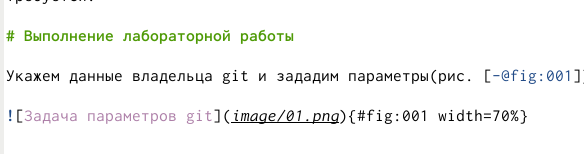 # Выполнение лабораторной работы
Укажем данные владельца git и зададим параметры(рис. [-@fig:001]
![Задача параметров git](image/01.png){#fig:001 width=70%}